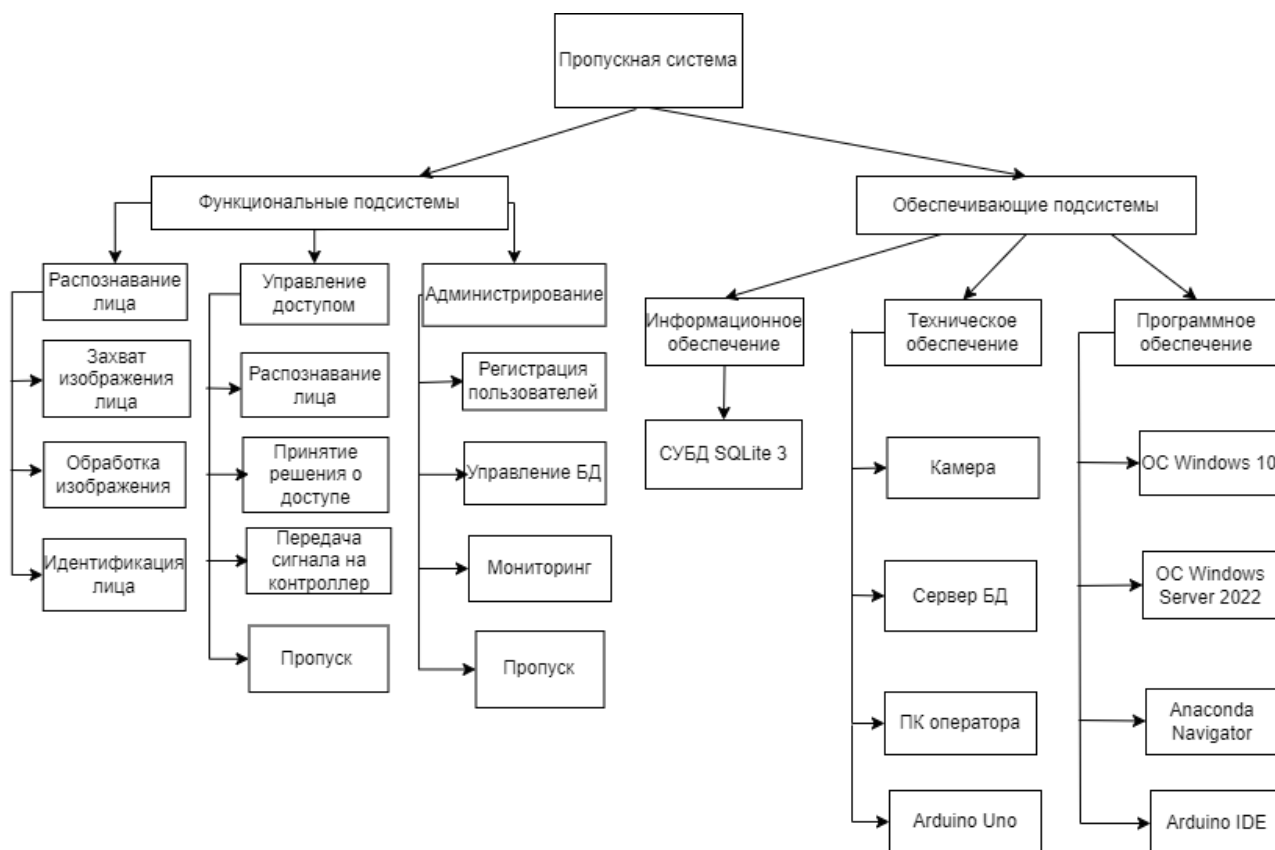 Пропускная система
Функциональные подсистемы
Обеспечивающие подсистемы
Распознавание
лица
Захват
изображения
лица
Обработка
изображения
Идентификация
лица
Управление
доступом
Распознавание
лица
Принятие
решения о
доступе
Передача
сигнала на
контроллер
Пропуск
Администрирование
Регистрация
пользователей
Управление БД
Мониторинг
Пропуск
Информационное
обеспечение
СУБД SQLite 3
Техническое
обеспечение
Камера
Сервер БД
ПК оператора
Arduino Uno
Программное
обеспечение
ОС Windows 10
ОС Windows
Server 2022
Anaconda
Navigator
Arduino IDE